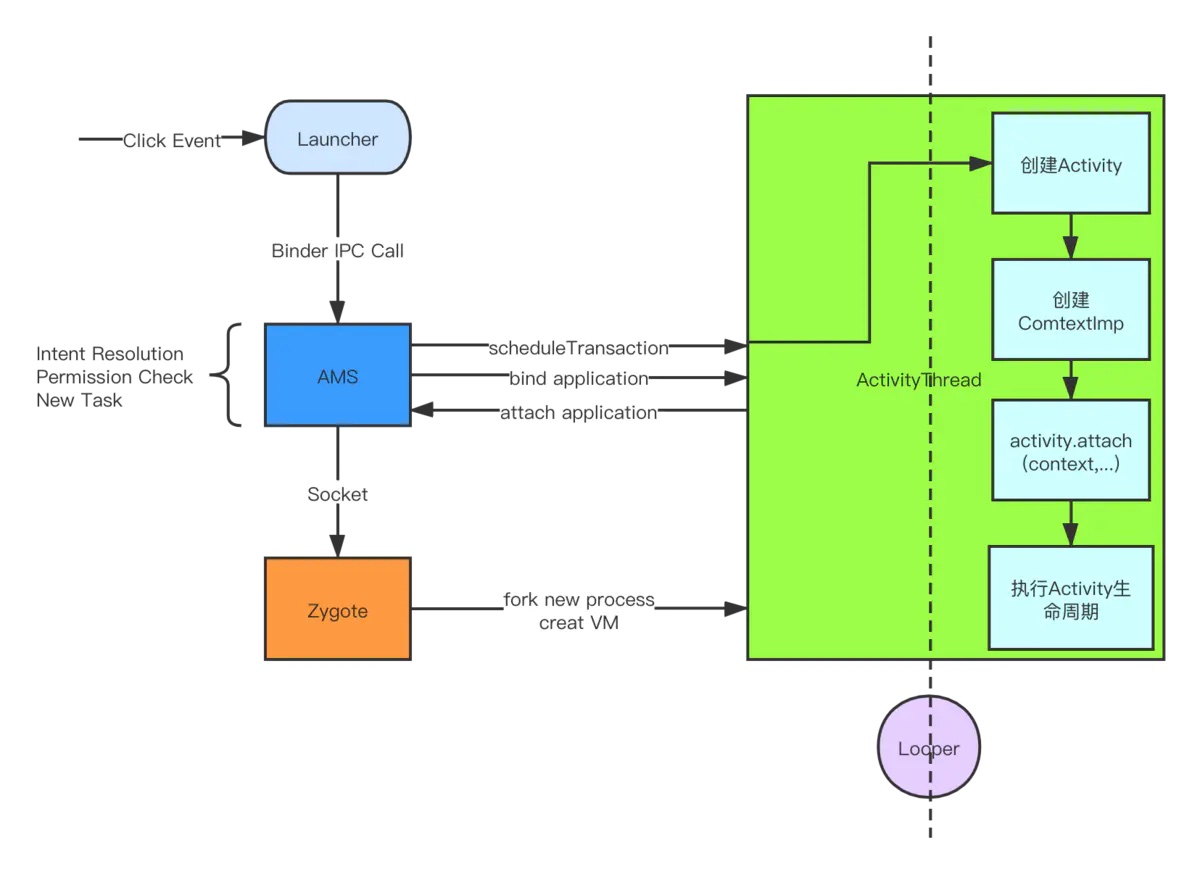 Click Event
Launcher
Binder IPC Call
Intent Resolution
Permission Check
New Task
AMS
scheduleTransaction
bind application
attach application
Socket
Zygote
fork new process
creat VM
ActivityThread
创建Activity
创建
ComtextImp
activity.attach
(context,...)
执行Activity生
命周期
Looper